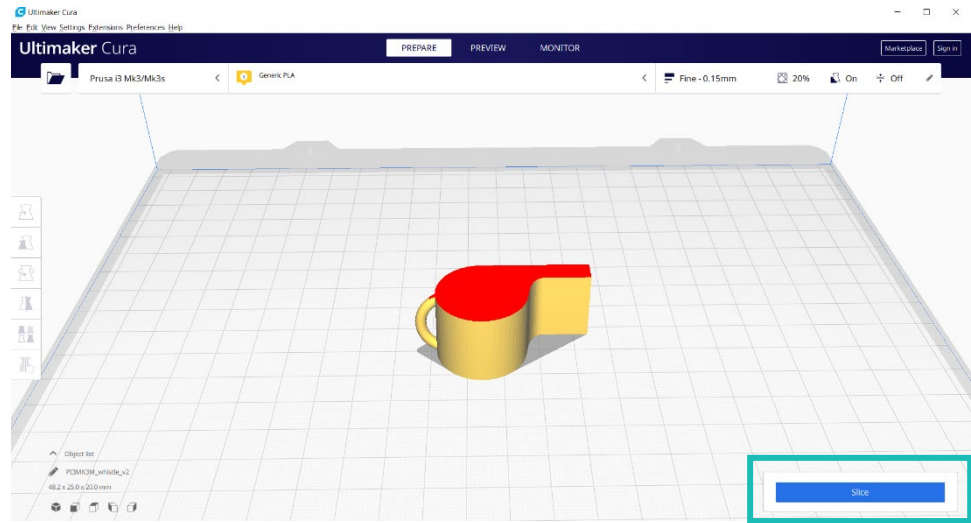 Ultimaker Cura
File Edit View Settings Extensions Preferences Help
Ultimaker Cura
PREPARE
PREVIEW
MONITOR
Marketplace
Sign in
Prusa i3 Mk3/Mk3s
Generic PLA
Fine - 0.15mm
20%
On
Off
Object list
PDMK3M_whistle_v2
48.2 x 25.0 x 20.0 mm
Slice